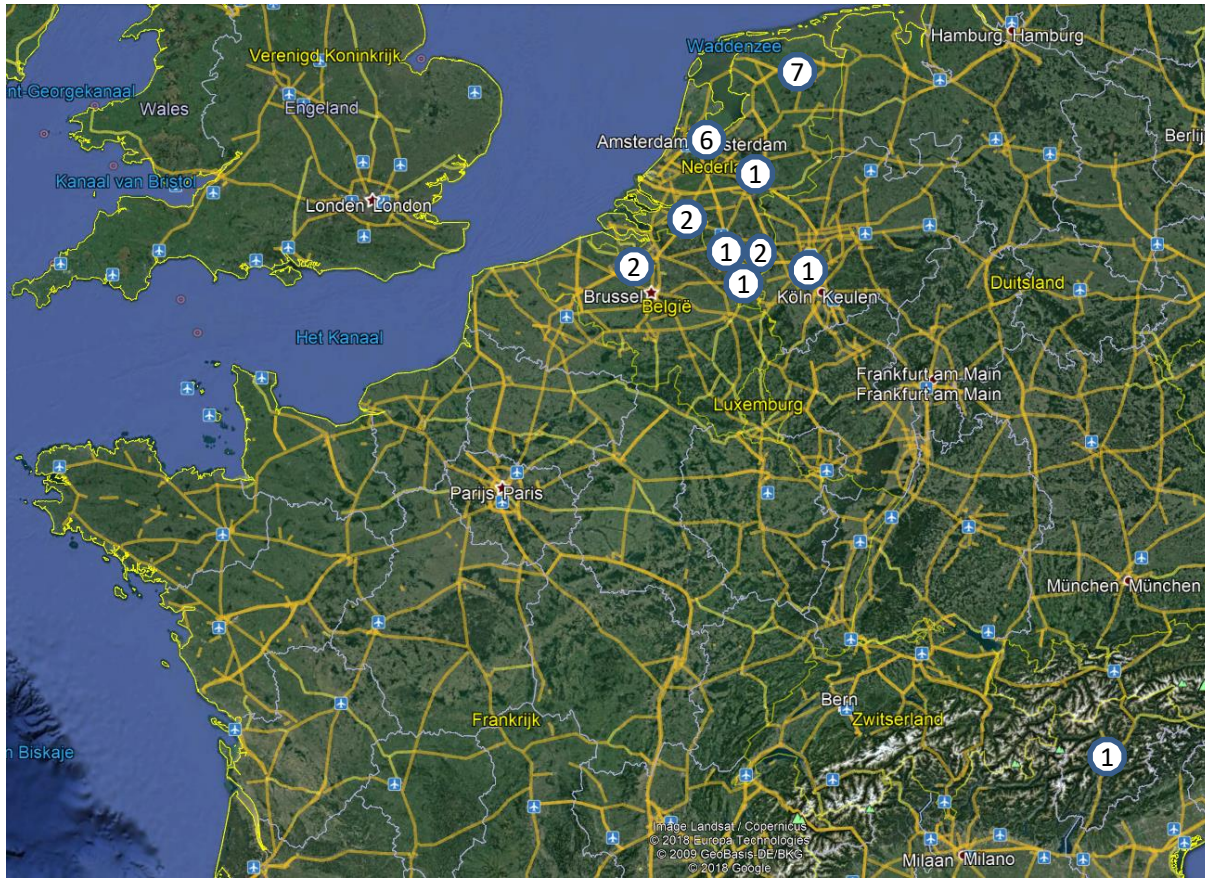 Waddenzee
Hamburg Hamburg
Verenigd Koninkrijk
7
nt-Georgekanaal
Wales
Engeland
6
Amsterdam
sterdam
Berlij
Nederla
1
Kanaal van Bristol
Londen London
2
1
2
2
1
1
Brussel
België
Köln Keulen
Duitsland
Het Kanaal
Frankfurt am Main
Frankfurt am Main
Luxemburg
Parijs Paris
München München
Bern
Frankrijk
Zwitserland
n Biskaje
1
Image Landsat / Copernicus
© 2018 Europa Technologies
© 2009 GeoBasis-DE/BKG
© 2018 Google
Milaan Milano